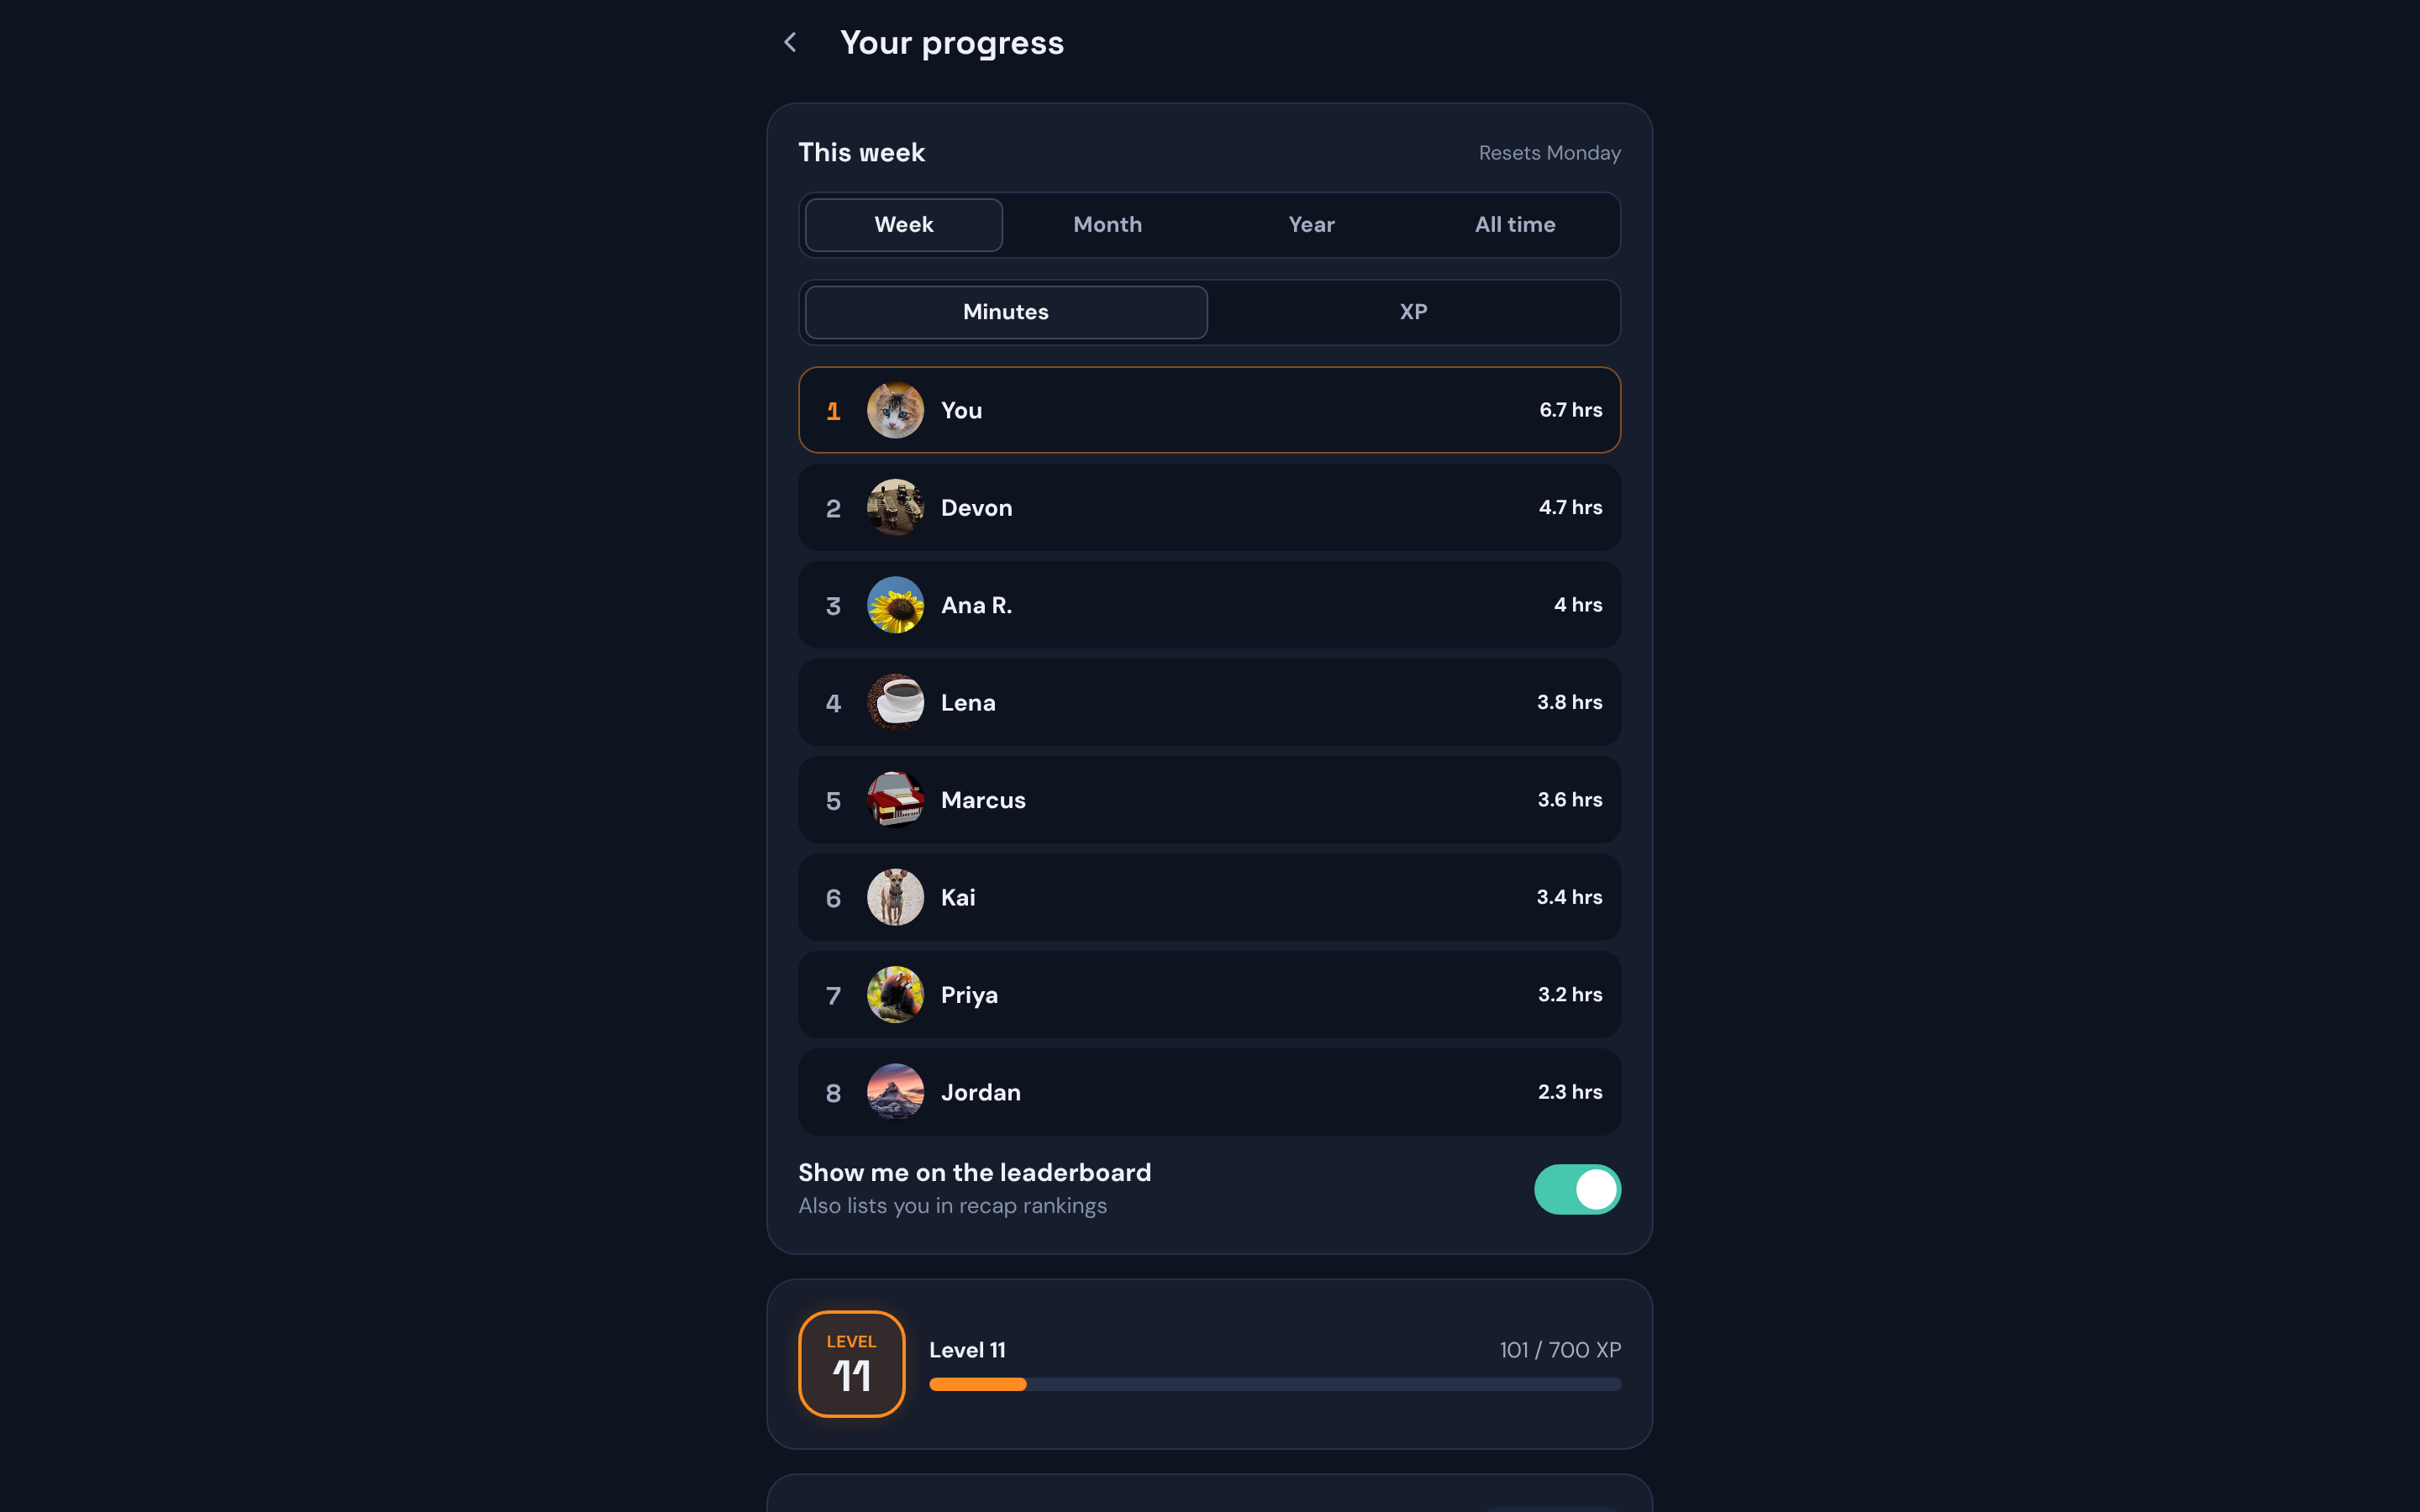 Your progress
This week
Resets Monday
Week
Month
Year
All time
Minutes
XP
1
You
6.7 hrs
2
Devon
4.7 hrs
3
Ana R.
4 hrs
4
Lena
3.8 hrs
5
Marcus
3.6 hrs
6
Kai
3.4 hrs
7
Priya
3.2 hrs
8
Jordan
2.3 hrs
Show me on the leaderboard
Also lists you in recap rankings
LEVEL
11
Level 11
101 / 700 XP